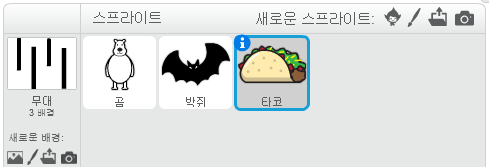 스프라이트 새로운 스프라이트:
무대
3 배경
곰 박쥐 타코
새로운 배경: